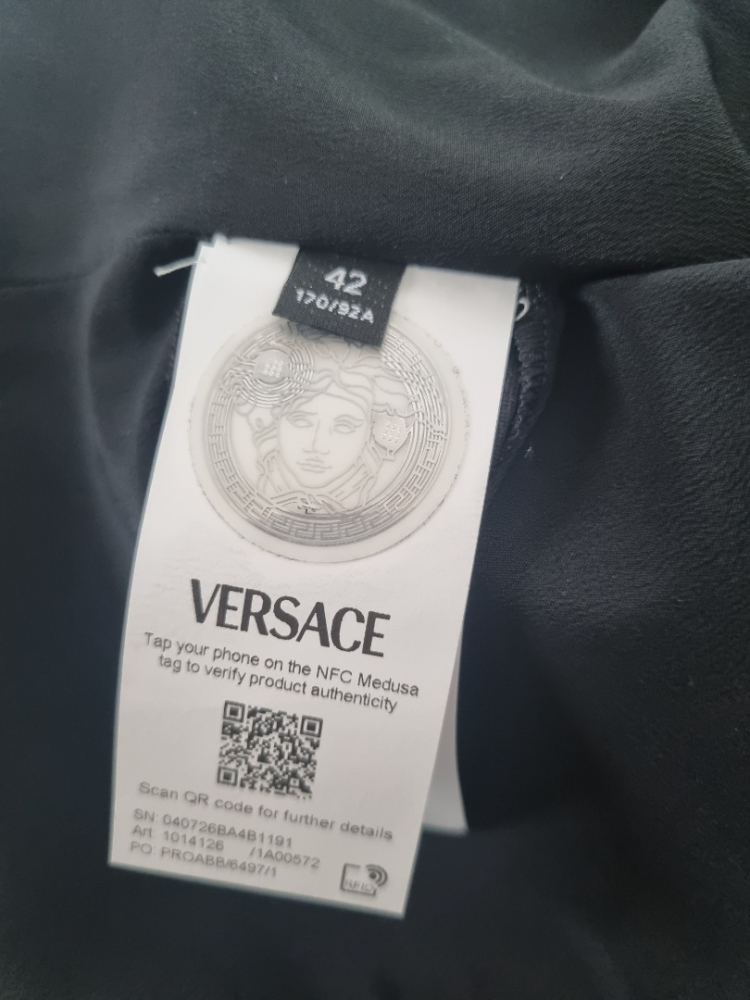 42
170/92A
VERSACE
Tap your phone on the NFC Medusa
tag to verify product authenticity
Scan QR code for further details
SN: 040726BA4B1191
Art: 1014126 /1A00572
PO: PROABB/6497/1